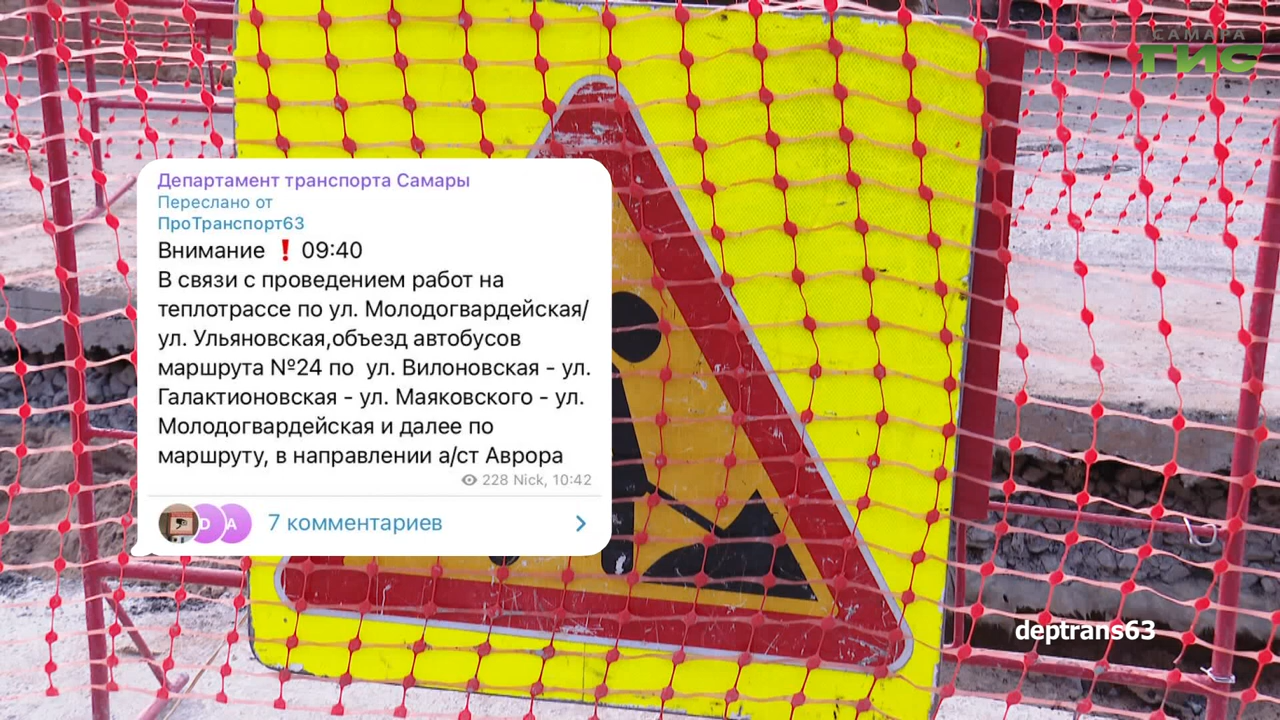 САМАРА
ГИС
Департамент транспорта Самары
Переслано от
ПроТранспорт63
Внимание ❗ 09:40
В связи с проведением работ на
теплотрассе по ул. Молодогвардейская/
ул. Ульяновская,объезд автобусов
маршрута №24 по  ул. Вилоновская - ул.
Галактионовская - ул. Маяковского - ул.
Молодогвардейская и далее по
маршруту, в направлении а/ст Аврора
228 Nick, 10:42
D A
7 комментариев
deptrans63